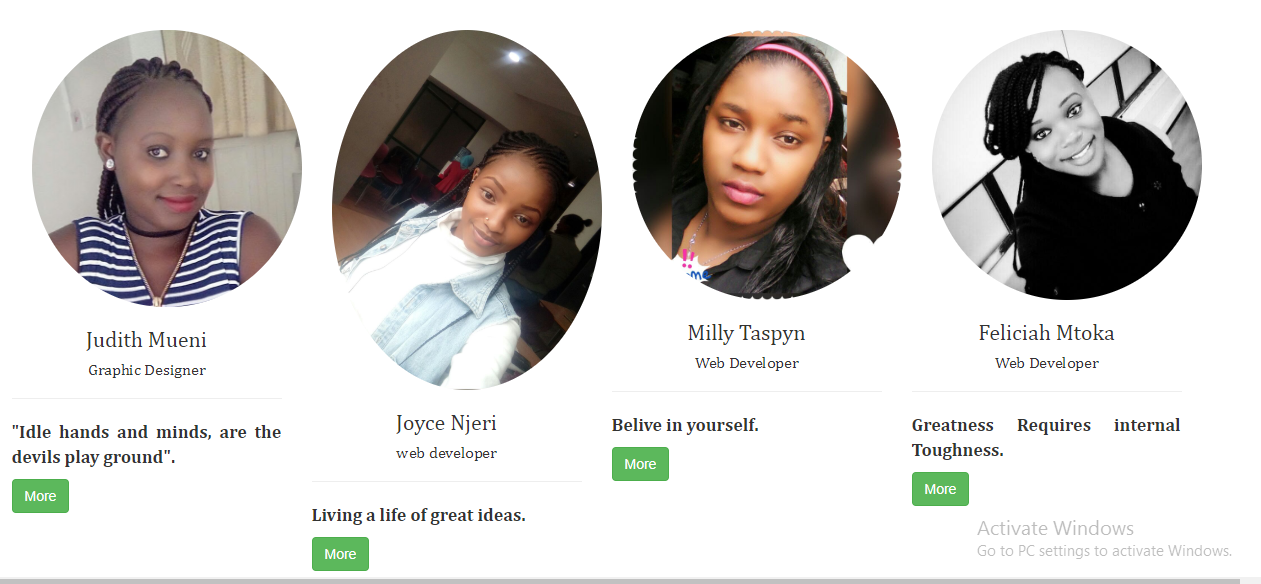 Judith Mueni
Graphic Designer
"Idle hands and minds, are the
devils play ground".
More
Joyce Njeri
web developer
Living a life of great ideas.
More
!!
me
Milly Taspyn
Web Developer
Belive in yourself.
More
Feliciah Mtoka
Web Developer
Greatness Requires internal
Toughness.
More
Activate Windows
Go to PC settings to activate Windows.